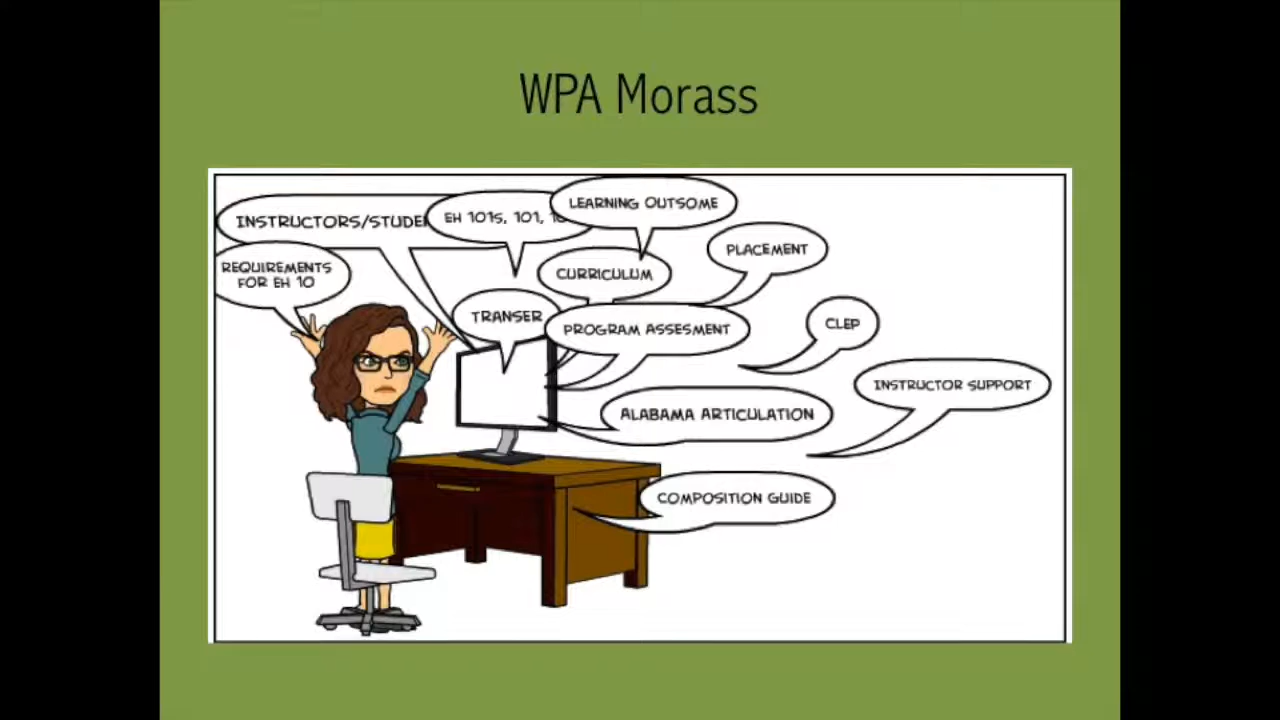 WPA Morass
LEARNING OUTSOME
INSTRUCTORS/STUDE
EH 101S, 101, 1
PLACEMENT
REQUIREMENTS
FOR EH 10
CURRICULUM
TRANSER
PROGRAM ASSESMENT
CLEP
INSTRUCTOR SUPPORT
ALABAMA ARTICULATION
COMPOSITION GUIDE